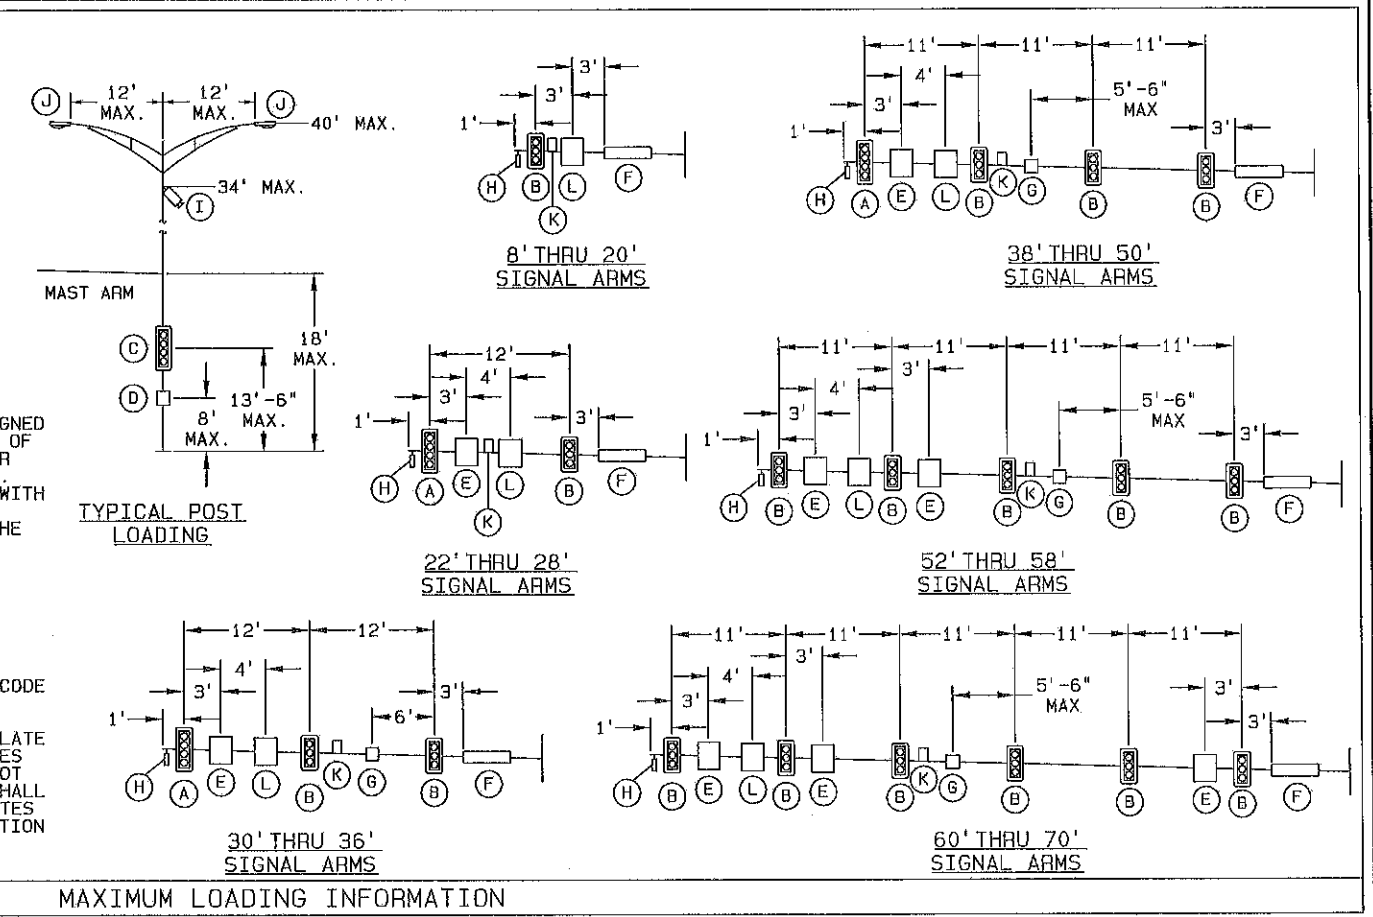 J
12' MAX.
12' MAX.
J
40' MAX.
34' MAX.
I
MAST ARM
C
D
18' MAX.
13'-6" MAX.
8' MAX.
TYPICAL POST
LOADING
GNED
OF
R
WITH
HE
CODE
LATE
ES
OT
HALL
TES
TION
3'
3'
1'
H
B
L
F
K
8' THRU 20'
SIGNAL ARMS
11'
11'
11'
4'
3'
1'
5'-6"
MAX
3'
H
A
E
L
B
K
G
B
B
F
38' THRU 50'
SIGNAL ARMS
12'
4'
3'
1'
3'
H
A
E
L
B
F
K
22' THRU 28'
SIGNAL ARMS
11'
11'
11'
11'
3'
4'
3'
1'
5'-6"
MAX
3'
H
B
E
L
B
E
B
K
G
B
B
F
52' THRU 58'
SIGNAL ARMS
12'
12'
4'
3'
1'
3'
6'
H
A
E
L
B
K
G
B
F
30' THRU 36'
SIGNAL ARMS
11'
11'
11'
11'
11'
3'
4'
3'
1'
5'-6"
MAX
3'
3'
H
B
E
L
B
E
B
K
G
B
B
E
B
F
60' THRU 70'
SIGNAL ARMS
MAXIMUM LOADING INFORMATION